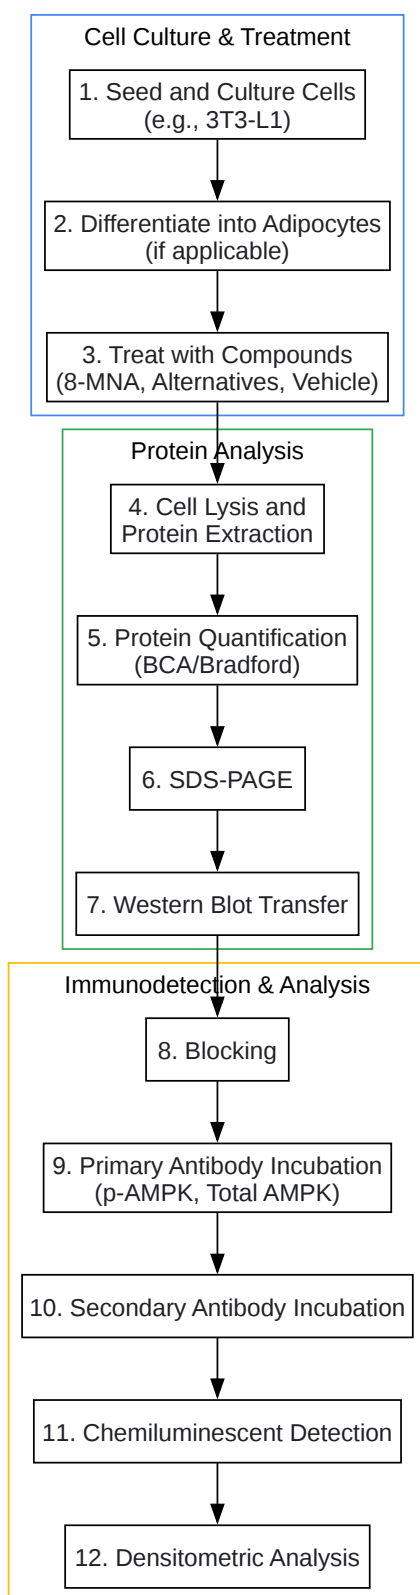 Cell Culture & Treatment
1. Seed and Culture Cells
(e.g., 3T3-L1)
2. Differentiate into Adipocytes
(if applicable)
3. Treat with Compounds
(8-MNA, Alternatives, Vehicle)
Protein Analysis
4. Cell Lysis and
Protein Extraction
5. Protein Quantification
(BCA/Bradford)
6. SDS-PAGE
7. Western Blot Transfer
Immunodetection & Analysis
8. Blocking
9. Primary Antibody Incubation
(p-AMPK, Total AMPK)
10. Secondary Antibody Incubation
11. Chemiluminescent Detection
12. Densitometric Analysis